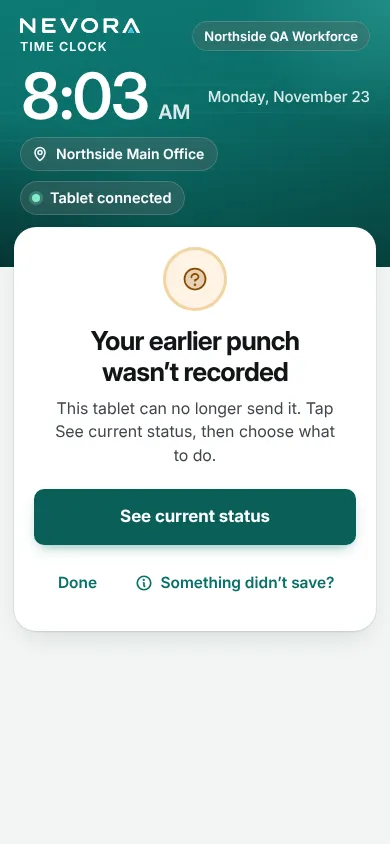 NEVORA
TIME CLOCK
Northside QA Workforce
8:03 AM
Monday, November 23
Northside Main Office
Tablet connected
Your earlier punch
wasn’t recorded
This tablet can no longer send it. Tap
See current status, then choose what
to do.
See current status
Done
Something didn’t save?